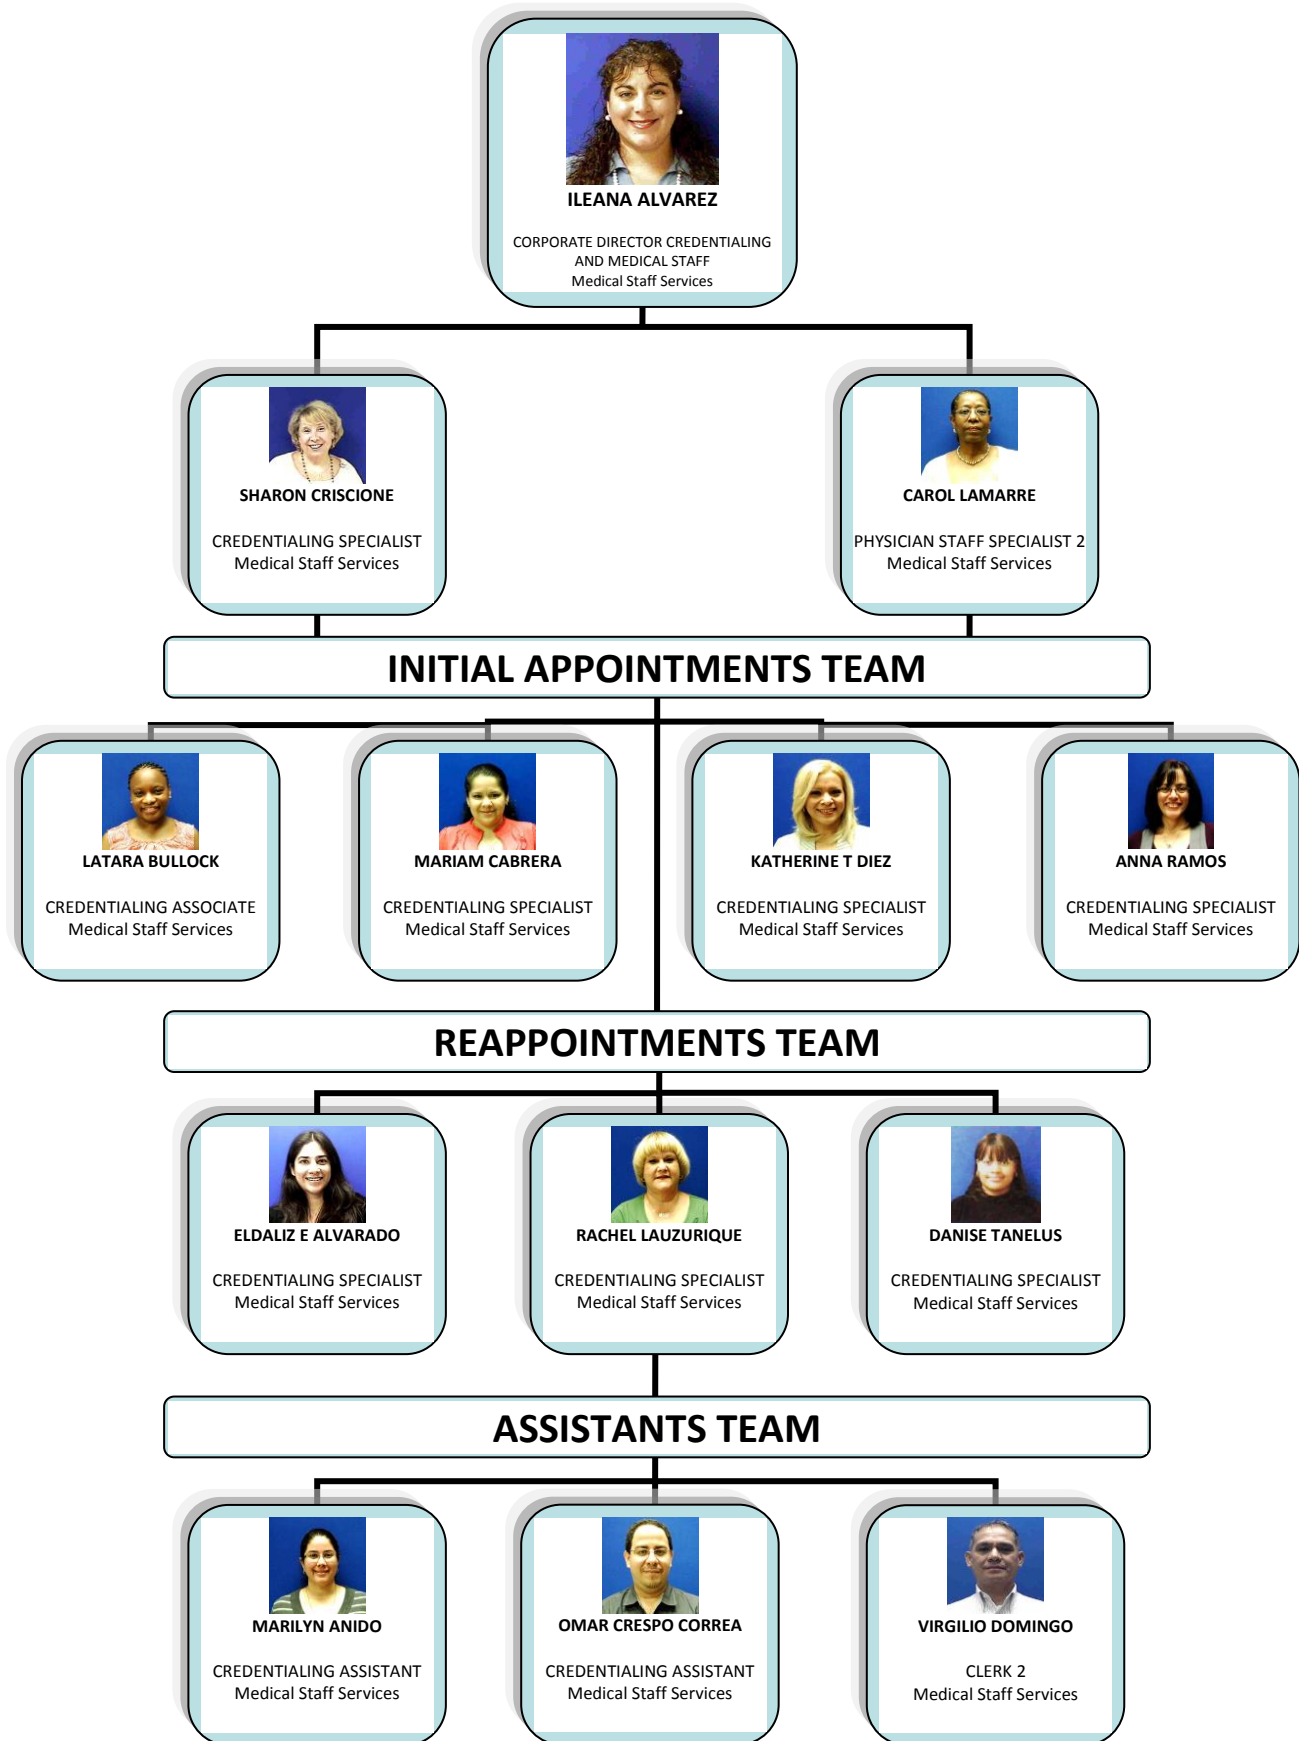 ILEANA ALVAREZ
CORPORATE DIRECTOR CREDENTIALING
AND MEDICAL STAFF
Medical Staff Services
SHARON CRISCIONE
CREDENTIALING SPECIALIST
Medical Staff Services
CAROL LAMARRE
PHYSICIAN STAFF SPECIALIST 2
Medical Staff Services
INITIAL APPOINTMENTS TEAM
LATARA BULLOCK
CREDENTIALING ASSOCIATE
Medical Staff Services
MARIAM CABRERA
CREDENTIALING SPECIALIST
Medical Staff Services
KATHERINE T DIEZ
CREDENTIALING SPECIALIST
Medical Staff Services
ANNA RAMOS
CREDENTIALING SPECIALIST
Medical Staff Services
REAPPOINTMENTS TEAM
ELDALIZ E ALVARADO
CREDENTIALING SPECIALIST
Medical Staff Services
RACHEL LAUZURIQUE
CREDENTIALING SPECIALIST
Medical Staff Services
DANISE TANELUS
CREDENTIALING SPECIALIST
Medical Staff Services
ASSISTANTS TEAM
MARILYN ANIDO
CREDENTIALING ASSISTANT
Medical Staff Services
OMAR CRESPO CORREA
CREDENTIALING ASSISTANT
Medical Staff Services
VIRGILIO DOMINGO
CLERK 2
Medical Staff Services